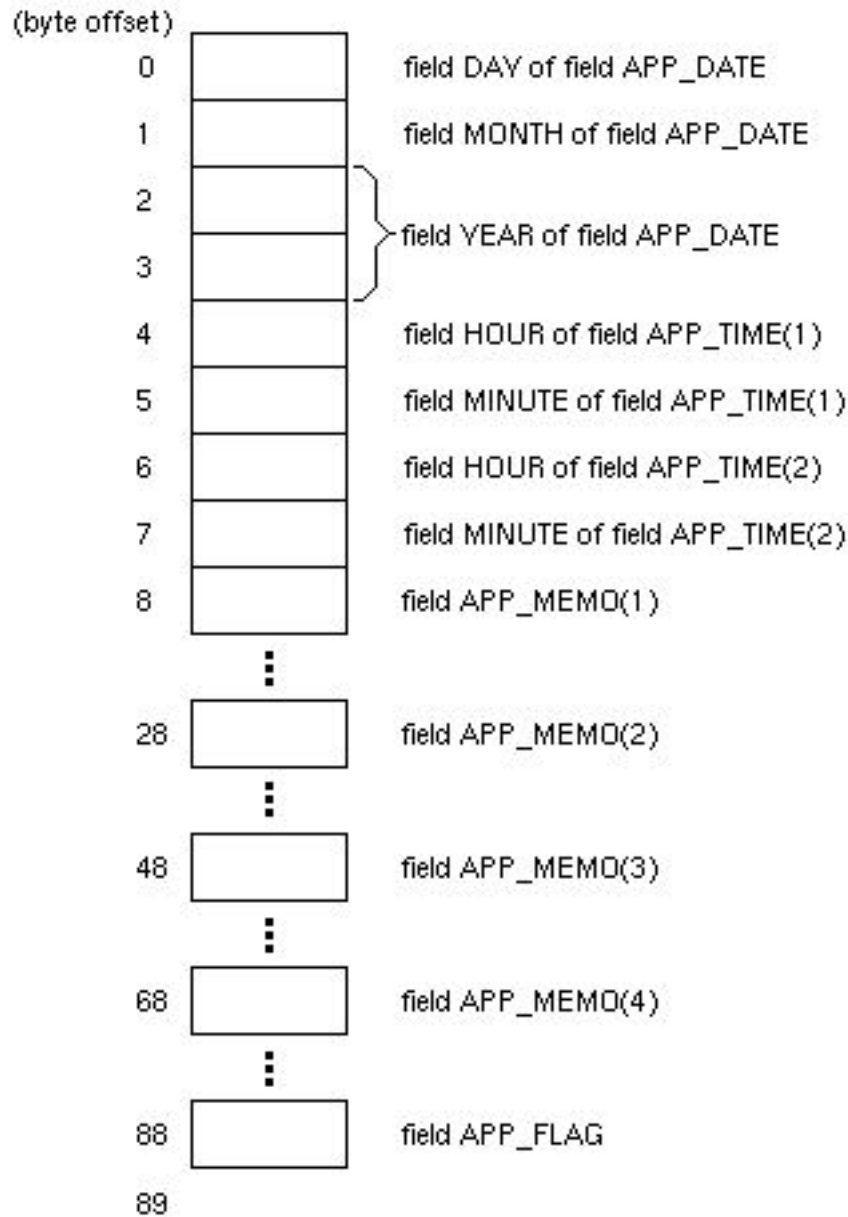 (byte offset)
0 field DAY of field APP_DATE
1 field MONTH of field APP_DATE
2
field YEAR of field APP_DATE
3
4 field HOUR of field APP_TIME(1)
5 field MINUTE of field APP_TIME(1)
6 field HOUR of field APP_TIME(2)
7 field MINUTE of field APP_TIME(2)
8 field APP_MEMO(1)
28 field APP_MEMO(2)
48 field APP_MEMO(3)
68 field APP_MEMO(4)
88 field APP_FLAG
89